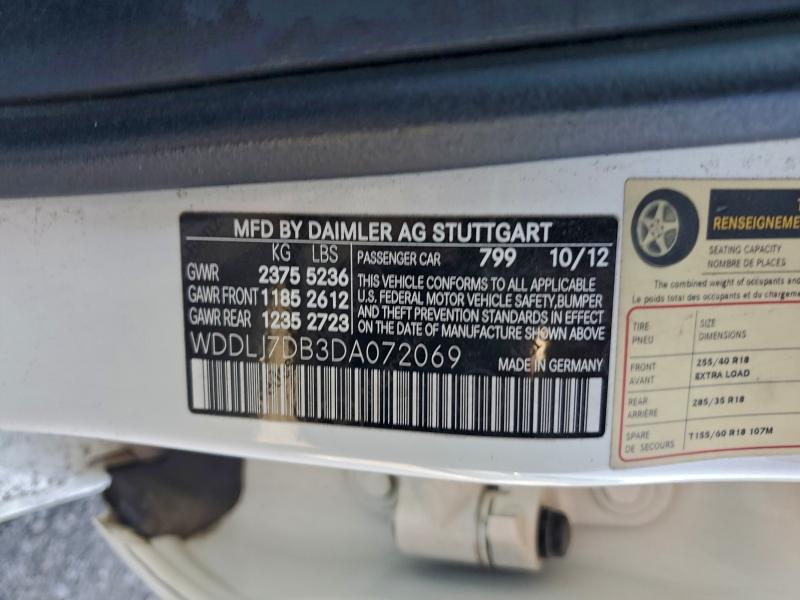 MFD BY DAIMLER AG STUTTGART
KG LBS PASSENGER CAR 799 10/12
GVWR 2375 5236
GAWR FRONT 1185 2612
GAWR REAR 1235 2723
THIS VEHICLE CONFORMS TO ALL APPLICABLE
U.S. FEDERAL MOTOR VEHICLE SAFETY, BUMPER
AND THEFT PREVENTION STANDARDS IN EFFECT
ON DATE OF MANUFACTURE SHOWN ABOVE
WDDLJ7DB3DA072069 MADE IN GERMANY
RENSEIGNEME
SEATING CAPACITY
NOMBRE DE PLACES
The combined weight of occupants and
Le poids total des occupants et du chargeme
TIRE SIZE
PNEU DIMENSIONS
FRONT 255/40 R18
AVANT EXTRA LOAD
REAR 285/35 R18
ARRIÈRE
SPARE T155/60 R18 107M
DE SECOURS